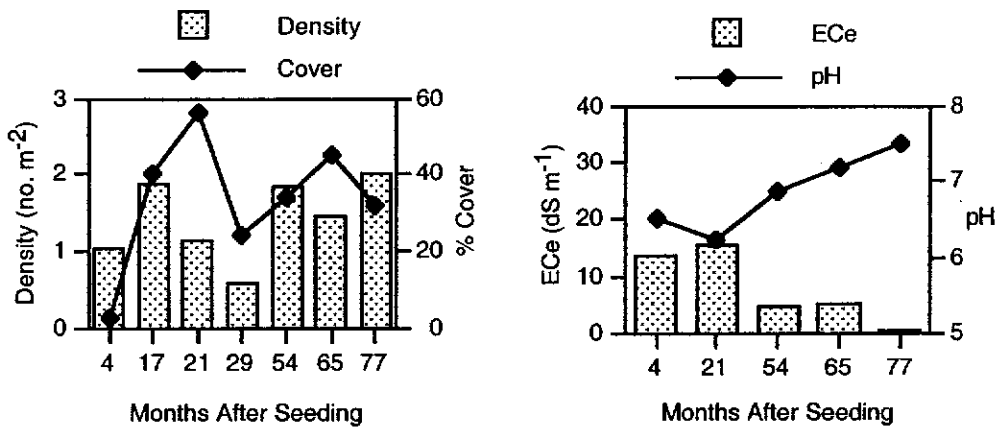 Density
Cover
3
2
1
0
Density (no. m-2)
60
40
20
0
% Cover
4 17 21 29 54 65 77
Months After Seeding
ECe
pH
40
30
20
10
0
ECe (dS m-1)
8
7
6
5
pH
4 21 54 65 77
Months After Seeding